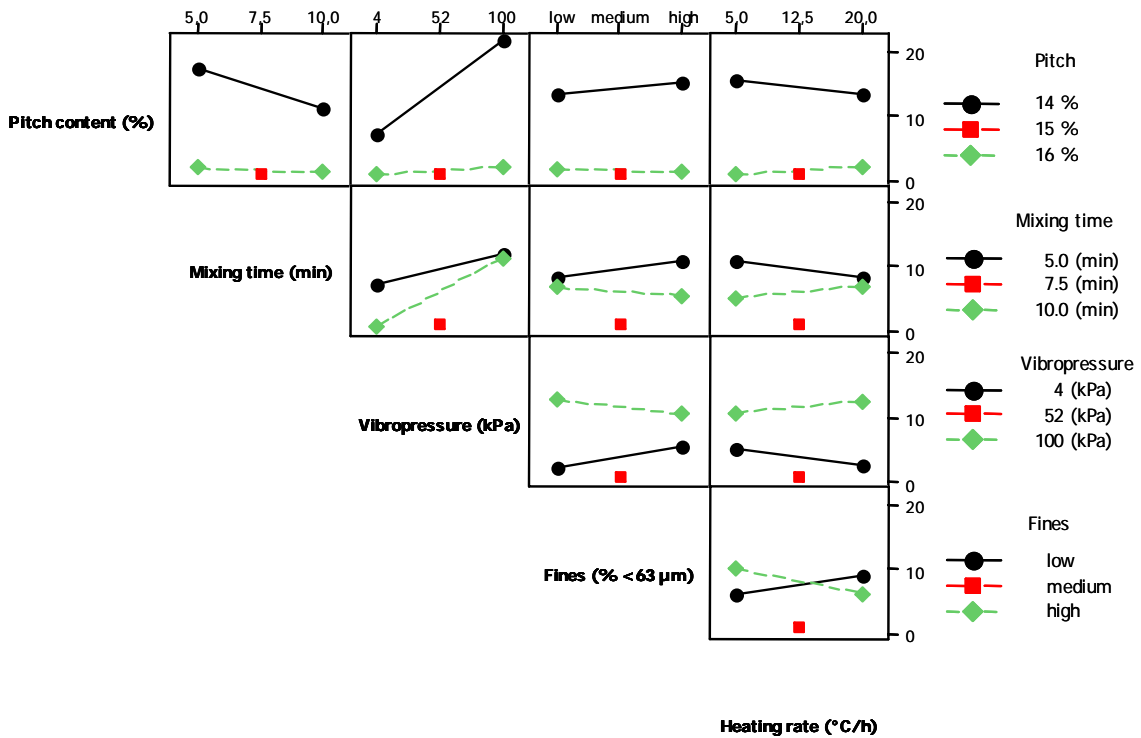 5,0 7,5 10,0 4 52 100 low medium high 5,0 12,5 20,0
20
Pitch
14 %
Pitch content (%)
10
15 %
16 %
0
20
Mixing time
5.0 (min)
Mixing time (min)
10
7.5 (min)
10.0 (min)
0
20
Vibropressure
4 (kPa)
Vibropressure (kPa)
10
52 (kPa)
100 (kPa)
0
20
Fines
low
Fines (% <63 µm)
10
medium
high
0
Heating rate (°C/h)